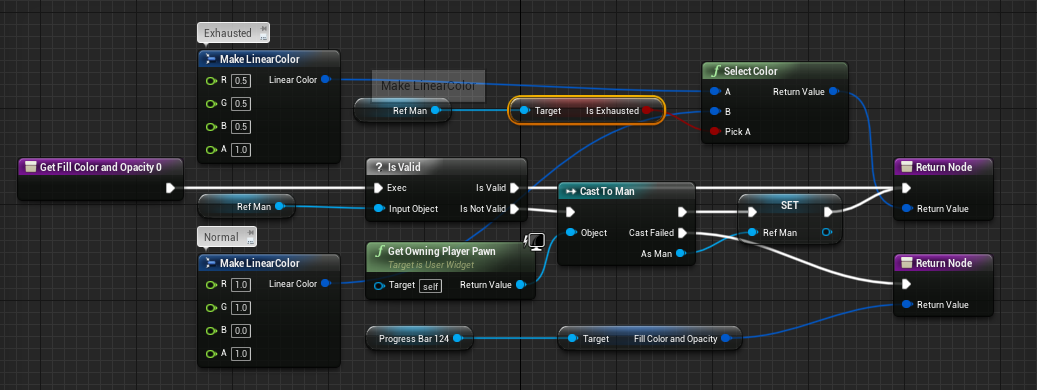 Exhausted
Make LinearColor
R 0.5 Linear Color
G 0.5
B 0.5
A 1.0
Make LinearColor
Ref Man
Target Is Exhausted
Select Color
A Return Value
B
Pick A
Get Fill Color and Opacity 0
Ref Man
? Is Valid
Exec Is Valid
Input Object Is Not Valid
Cast To Man
Object Cast Failed
As Man
SET
Ref Man
Return Node
Return Value
Normal
Make LinearColor
R 1.0 Linear Color
G 1.0
B 0.0
A 1.0
Get Owning Player Pawn
Target is User Widget
Target self Return Value
Return Node
Return Value
Progress Bar 124
Target Fill Color and Opacity